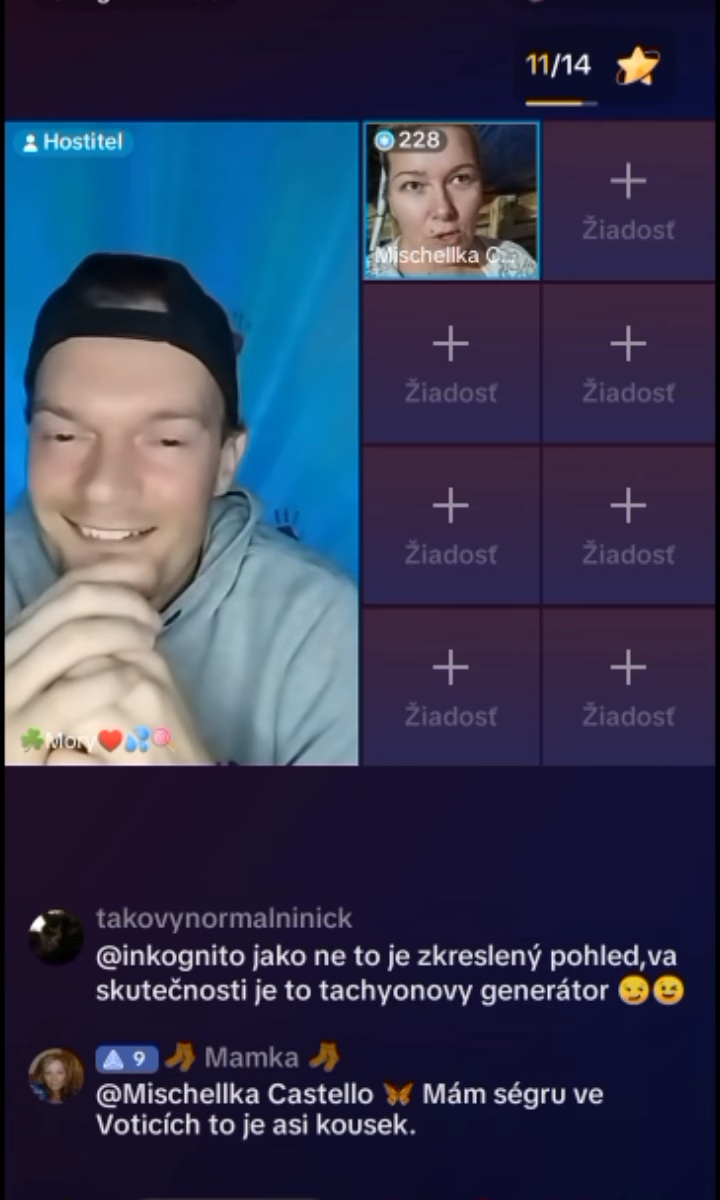 11/14
Hostitel
228
Mischellka C...
Žiadosť
Žiadosť
Žiadosť
Žiadosť
Žiadosť
Žiadosť
Žiadosť
☘️Mory❤️💦🍭
takovynormalninick
@inkognito jako ne to je zkreslený pohled,va
skutečnosti je to tachyonovy generátor 😏😉
9 Mamka
@Mischellka Castello 🦋 Mám ségru ve
Voticích to je asi kousek.